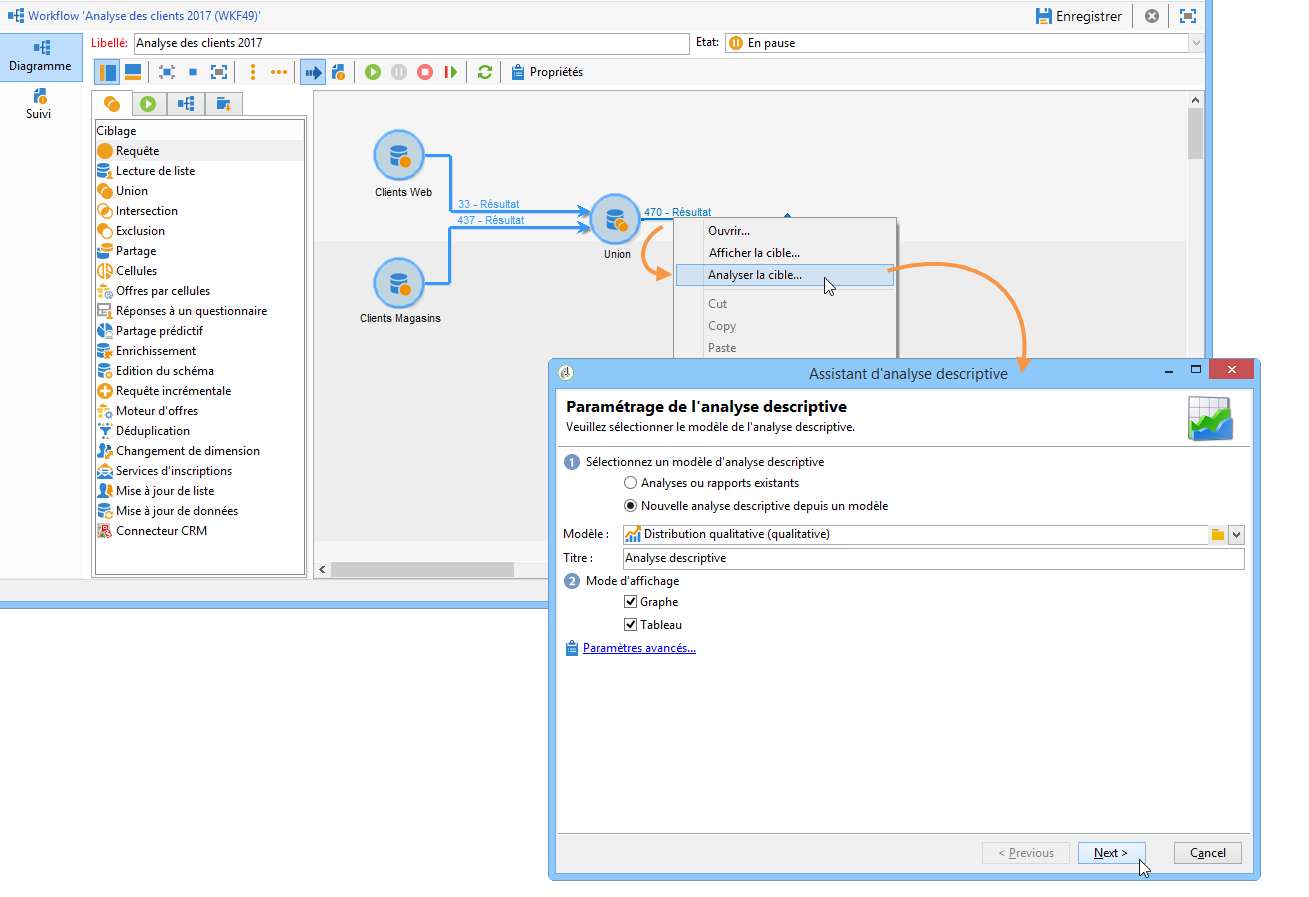 Workflow 'Analyse des clients 2017 (WKF49)'
Enregistrer
Diagramme
Suivi
Libellé: Analyse des clients 2017
Etat: En pause
Propriétés
Ciblage
Requête
Lecture de liste
Union
Intersection
Exclusion
Partage
Cellules
Offres par cellules
Réponses à un questionnaire
Partage prédictif
Enrichissement
Edition du schéma
Requête incrémentale
Moteur d'offres
Déduplication
Changement de dimension
Services d'inscriptions
Mise à jour de liste
Mise à jour de données
Connecteur CRM
Clients Web
33 - Résultat
437 - Résultat
Clients Magasins
Union
470 - Résultat
Ouvrir...
Afficher la cible...
Analyser la cible...
Cut
Copy
Paste
Assistant d'analyse descriptive
Paramétrage de l'analyse descriptive
Veuillez sélectionner le modèle de l'analyse descriptive.
1 Sélectionnez un modèle d'analyse descriptive
Analyses ou rapports existants
Nouvelle analyse descriptive depuis un modèle
Modèle : Distribution qualitative (qualitative)
Titre : Analyse descriptive
2 Mode d'affichage
Graphe
Tableau
Paramètres avancés...
< Previous
Next >
Cancel